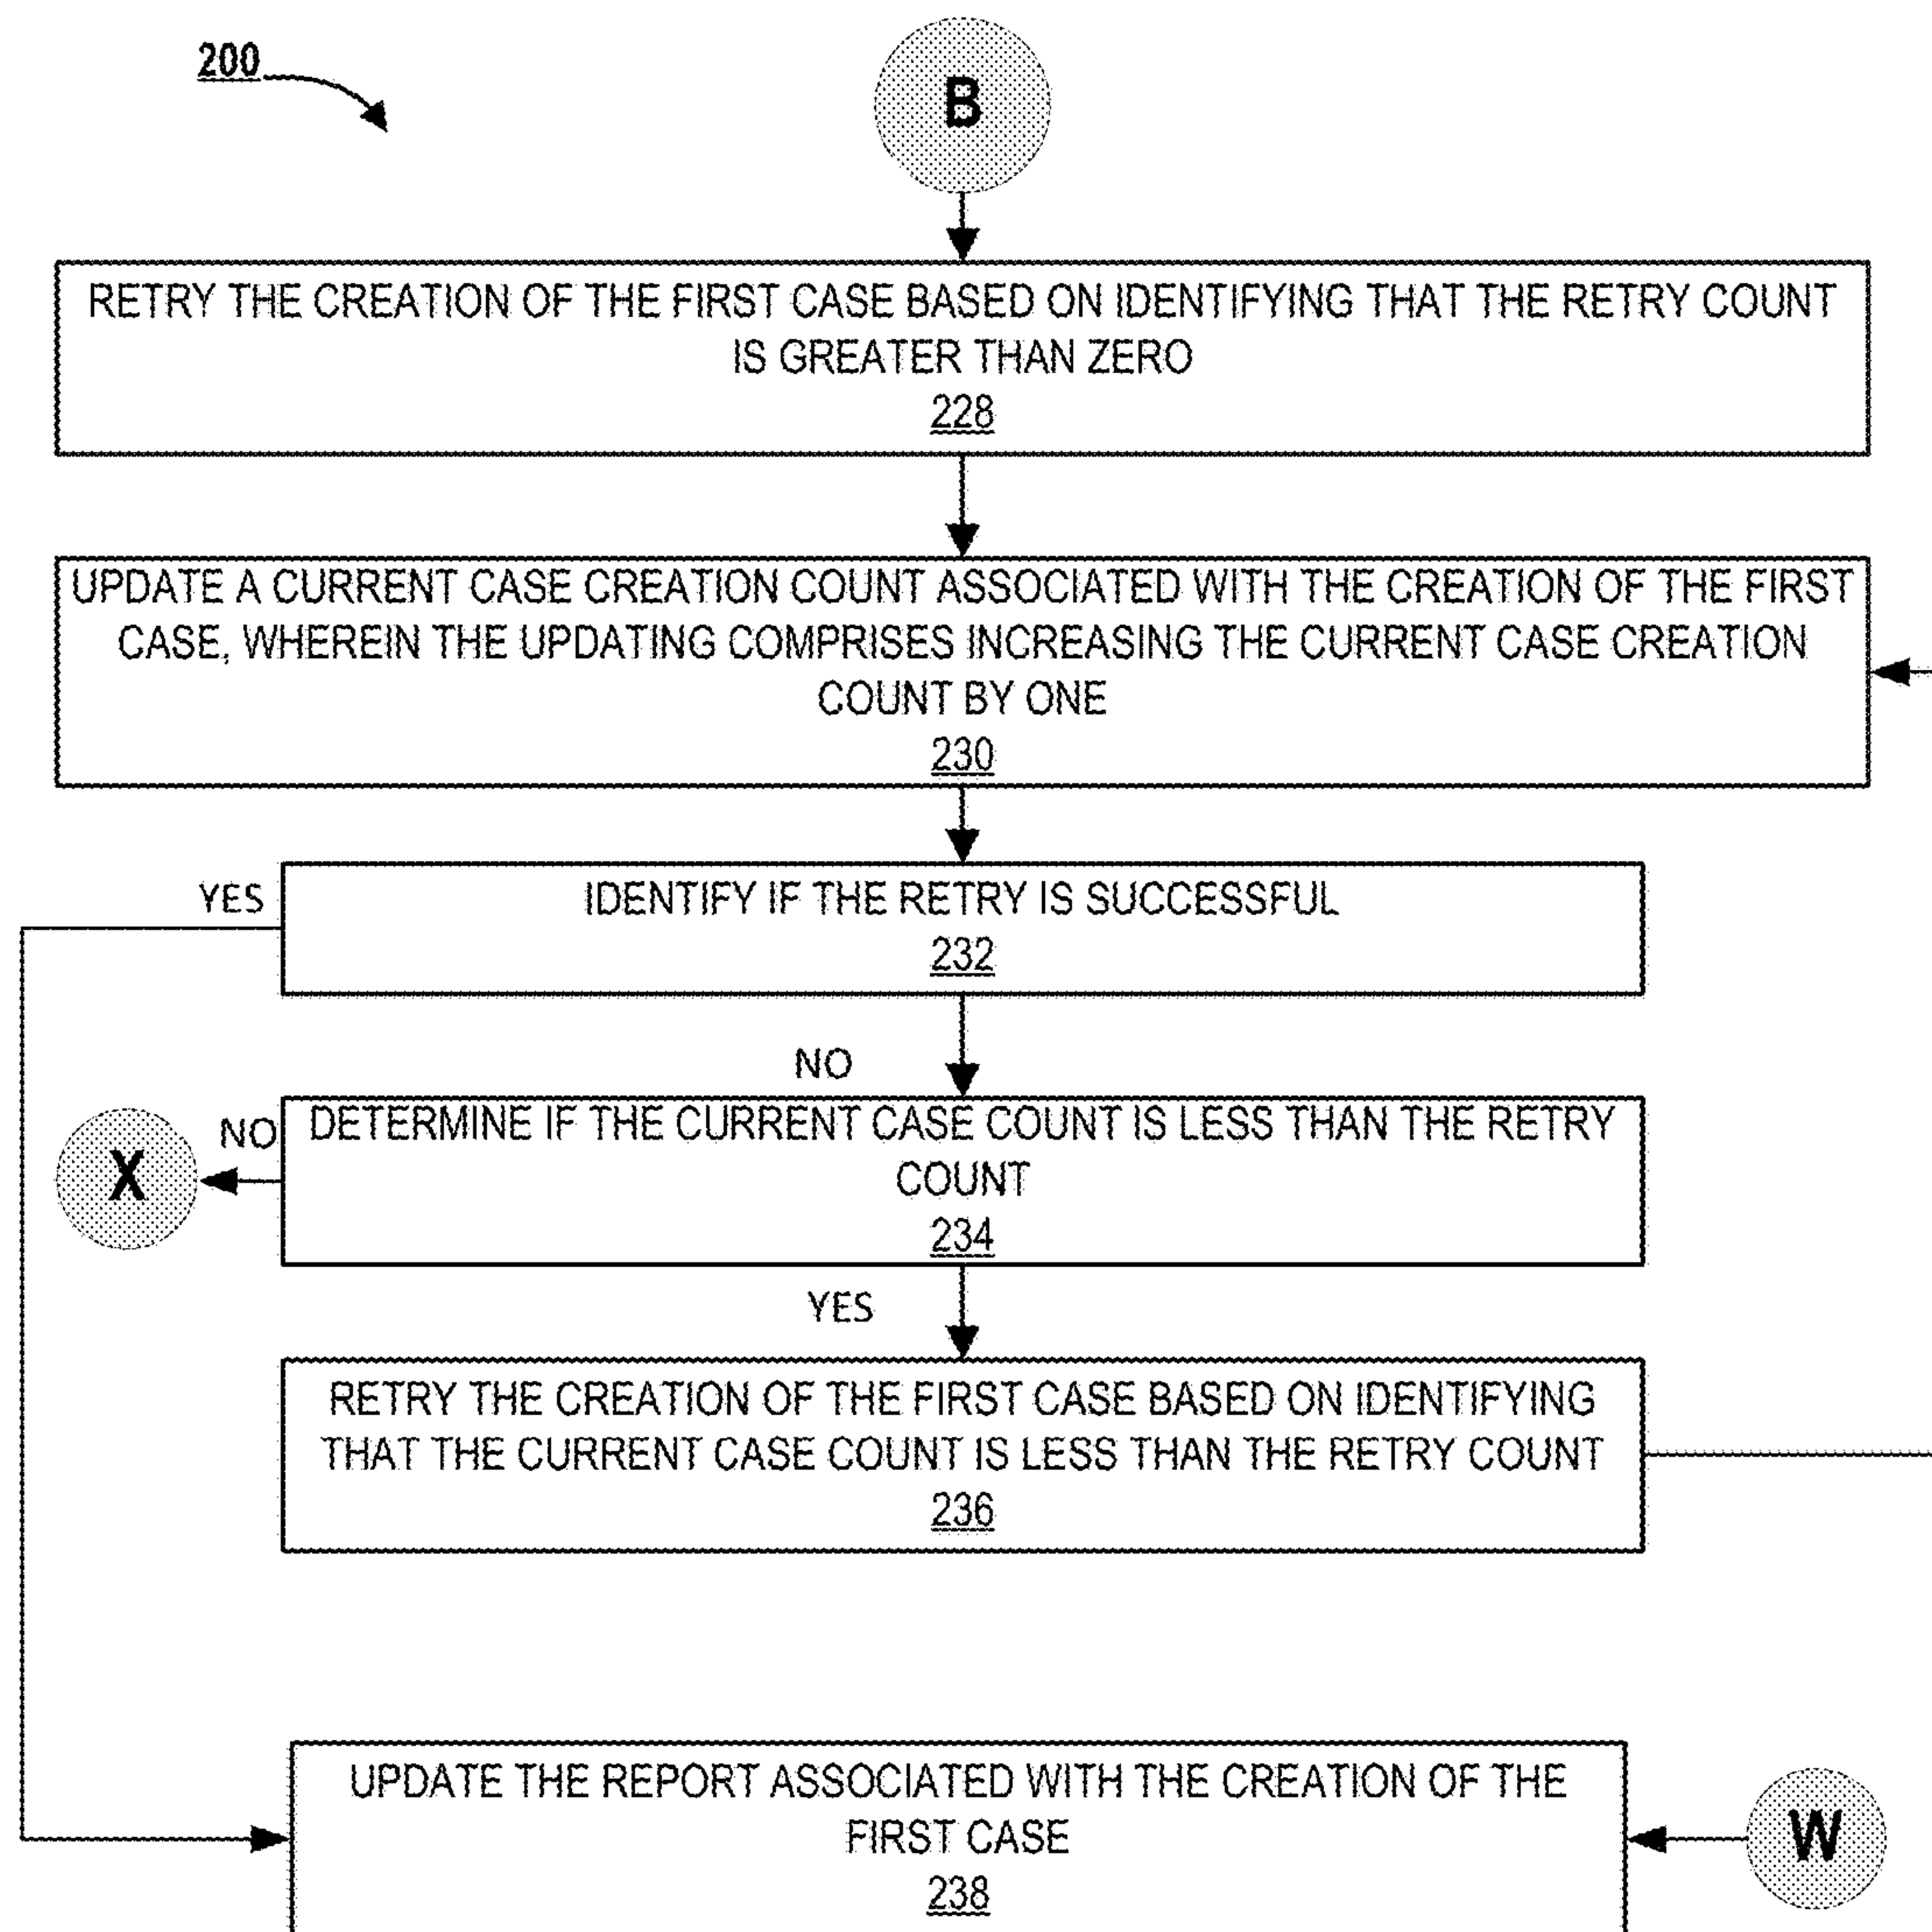 200
B
RETRY THE CREATION OF THE FIRST CASE BASED ON IDENTIFYING THAT THE RETRY COUNT
IS GREATER THAN ZERO
228
UPDATE A CURRENT CASE CREATION COUNT ASSOCIATED WITH THE CREATION OF THE FIRST
CASE, WHEREIN THE UPDATING COMPRISES INCREASING THE CURRENT CASE CREATION
COUNT BY ONE
230
YES
IDENTIFY IF THE RETRY IS SUCCESSFUL
232
NO
NO
X
DETERMINE IF THE CURRENT CASE COUNT IS LESS THAN THE RETRY
COUNT
234
YES
RETRY THE CREATION OF THE FIRST CASE BASED ON IDENTIFYING
THAT THE CURRENT CASE COUNT IS LESS THAN THE RETRY COUNT
236
UPDATE THE REPORT ASSOCIATED WITH THE CREATION OF THE
FIRST CASE
238
W